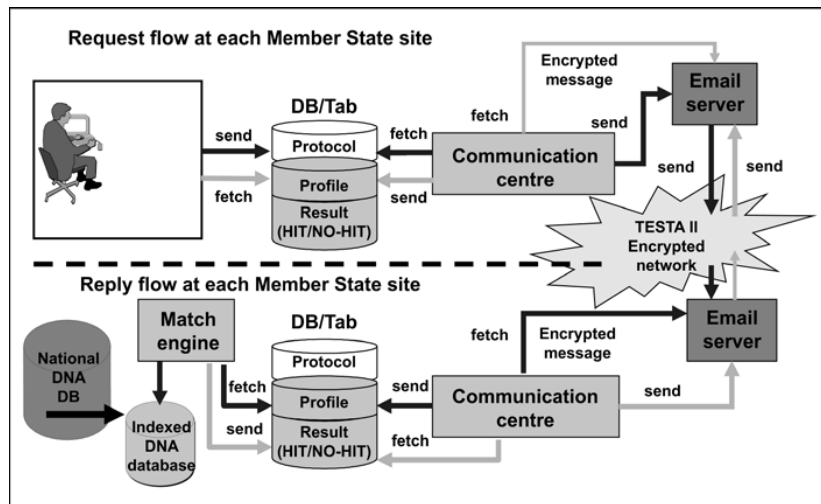 Request flow at each Member State site
Encrypted
message
Email
server
DB/Tab
fetch
send
fetch
send
Protocol
Communication
centre
Profile
fetch
send
send
send
Result
(HIT/NO-HIT)
TESTA II
Encrypted
network
Reply flow at each Member State site
Match
engine
DB/Tab
fetch
Encrypted
message
Email
server
National
DNA
DB
Protocol
fetch
send
Profile
Communication
centre
send
Indexed
DNA
database
send
Result
(HIT/NO-HIT)
fetch